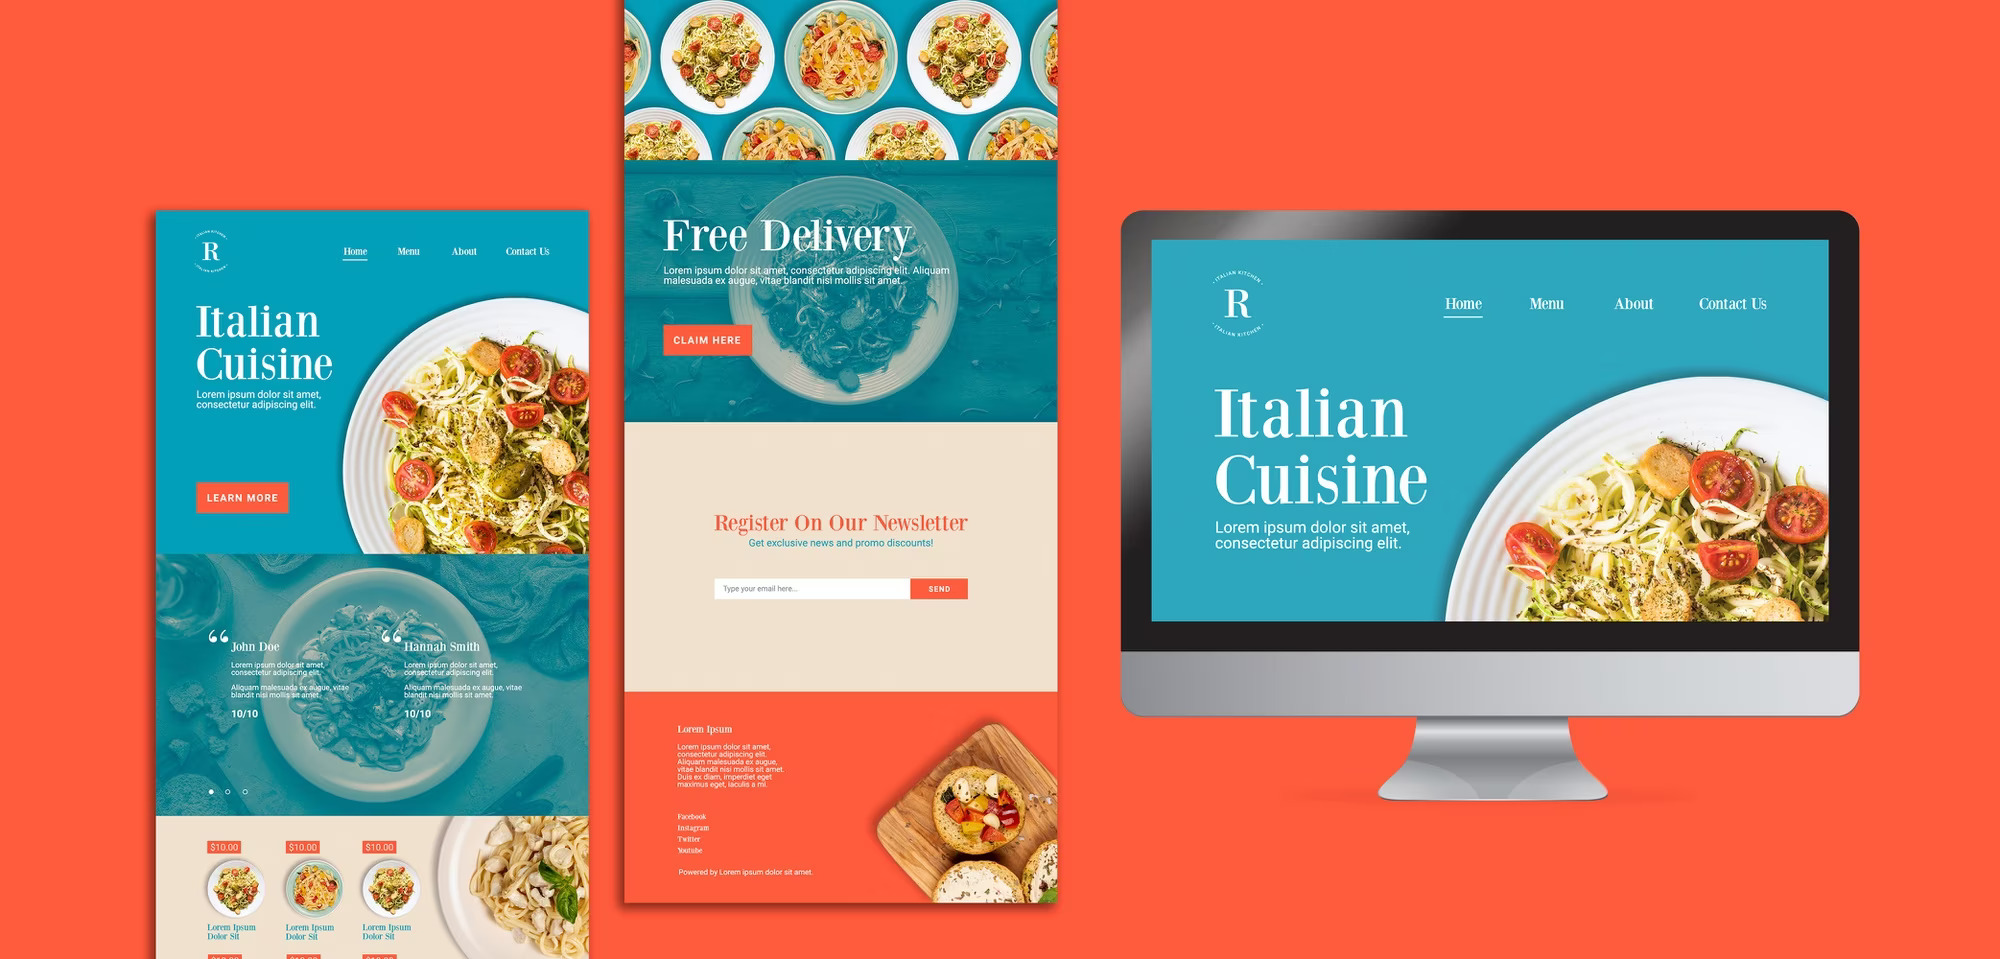 • ITALIAN KITCHEN •
R
• ITALIAN KITCHEN •
Home Menu About Contact Us
Italian
Cuisine
Lorem ipsum dolor sit amet,
consectetur adipiscing elit.
LEARN MORE
“ John Doe
Lorem ipsum dolor sit amet,
consectetur adipiscing elit.
Aliquam malesuada ex augue, vitae
blandit nisi mollis sit amet.
10/10
“ Hannah Smith
Lorem ipsum dolor sit amet,
consectetur adipiscing elit.
Aliquam malesuada ex augue, vitae
blandit nisi mollis sit amet.
10/10
$10.00 $10.00 $10.00
Lorem Ipsum Lorem Ipsum Lorem Ipsum
Dolor Sit Dolor Sit Dolor Sit
Free Delivery
Lorem ipsum dolor sit amet, consectetur adipiscing elit. Aliquam
malesuada ex augue, vitae blandit nisi mollis sit amet.
CLAIM HERE
Register On Our Newsletter
Get exclusive news and promo discounts!
Type your email here... SEND
Lorem Ipsum
Lorem ipsum dolor sit amet,
consectetur adipiscing elit.
Aliquam malesuada ex augue,
vitae blandit nisi mollis sit amet.
Duis ex diam, imperdiet eget
maximus eget, iaculis a mi.
Facebook
Instagram
Twitter
Youtube
Powered by Lorem ipsum dolor sit amet.
• ITALIAN KITCHEN •
R
• ITALIAN KITCHEN •
Home Menu About Contact Us
Italian
Cuisine
Lorem ipsum dolor sit amet,
consectetur adipiscing elit.